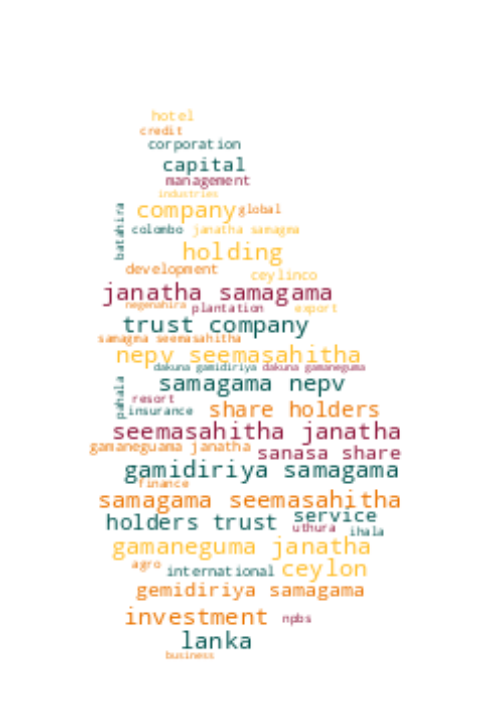 hotel
credit
corporation
capital
management
industries
company global
batahira
colombo janatha samagma
holding
development
ceylinco
janatha samagama
negenahira plantation export
trust company
samagma seemasahitha
nepv seemasahitha
dakuna gamidiriya dakuna gamaneguma
samagama nepv
pahala
resort
insurance share holders
seemasahitha janatha
gamaneguama janatha
sanasa share
gamidiriya samagama
finance
samagama seemasahitha
service
holders trust
uthura ihala
gamaneguma janatha
agro international ceylon
gemidiriya samagama
investment npbs
lanka
business